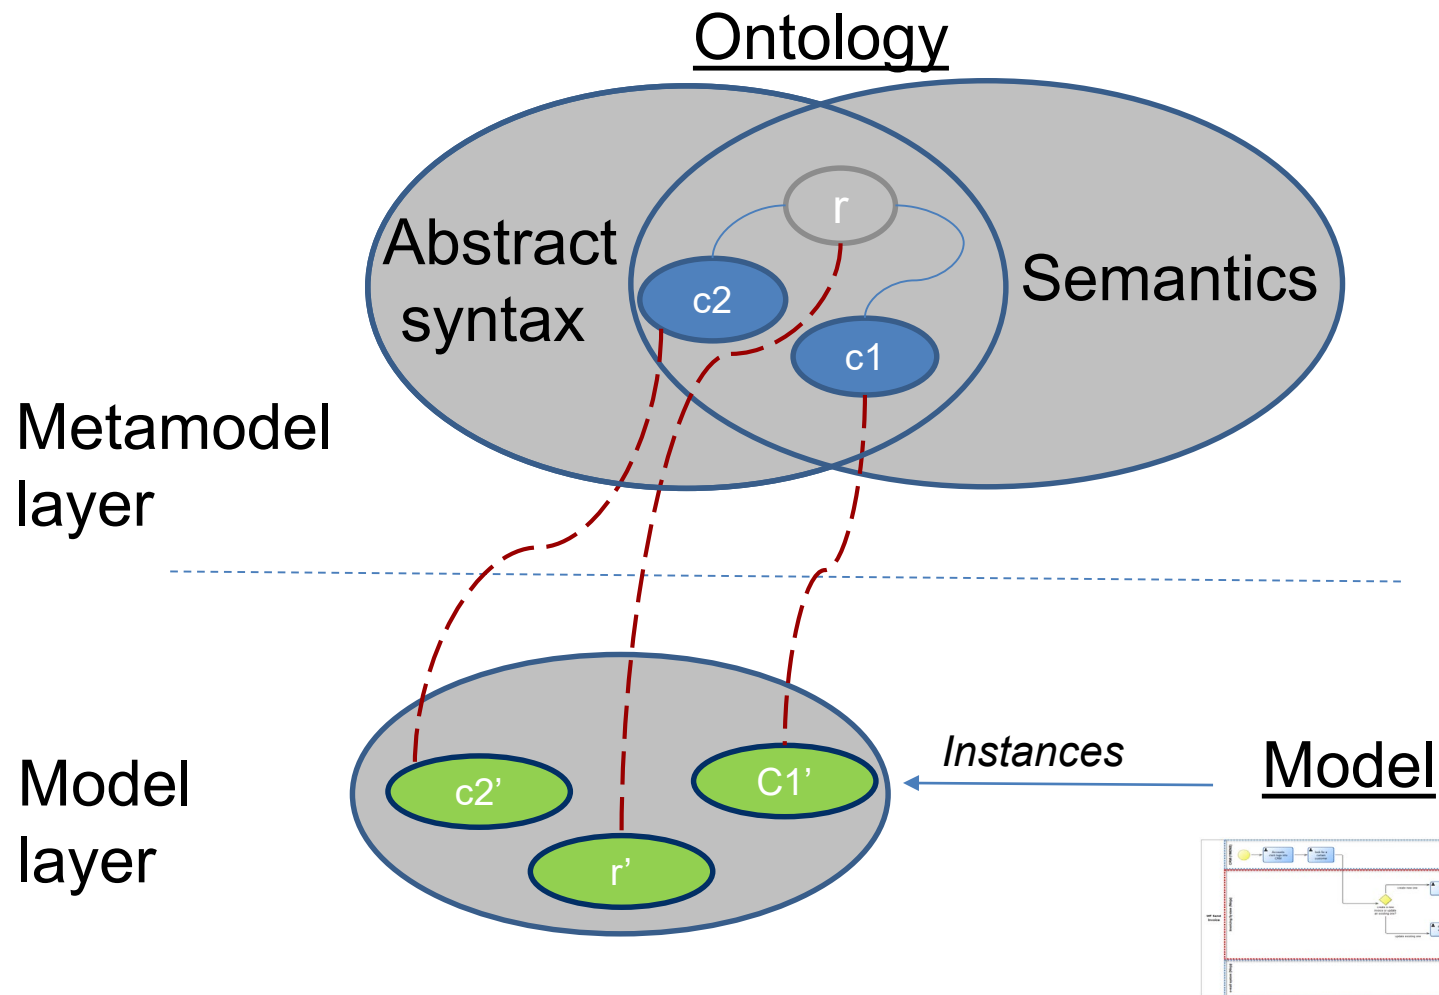 Ontology
r
Abstract
syntax
Semantics
c2
c1
Metamodel
layer
Instances
Model
Model
layer
c2’
C1’
r’